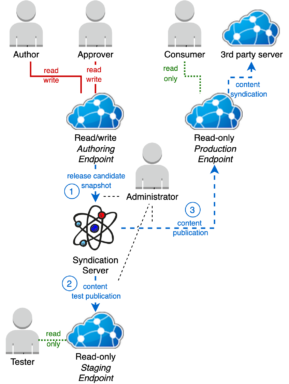 Author
Approver
Consumer
3rd party server
read
write
read
write
read
only
content
syndication
Read/write
Authoring
Endpoint
Read-only
Production
Endpoint
release candidate
snapshot
1
Administrator
3
content
publication
Syndication
Server
2
content
test publication
read
only
Tester
Read-only
Staging
Endpoint